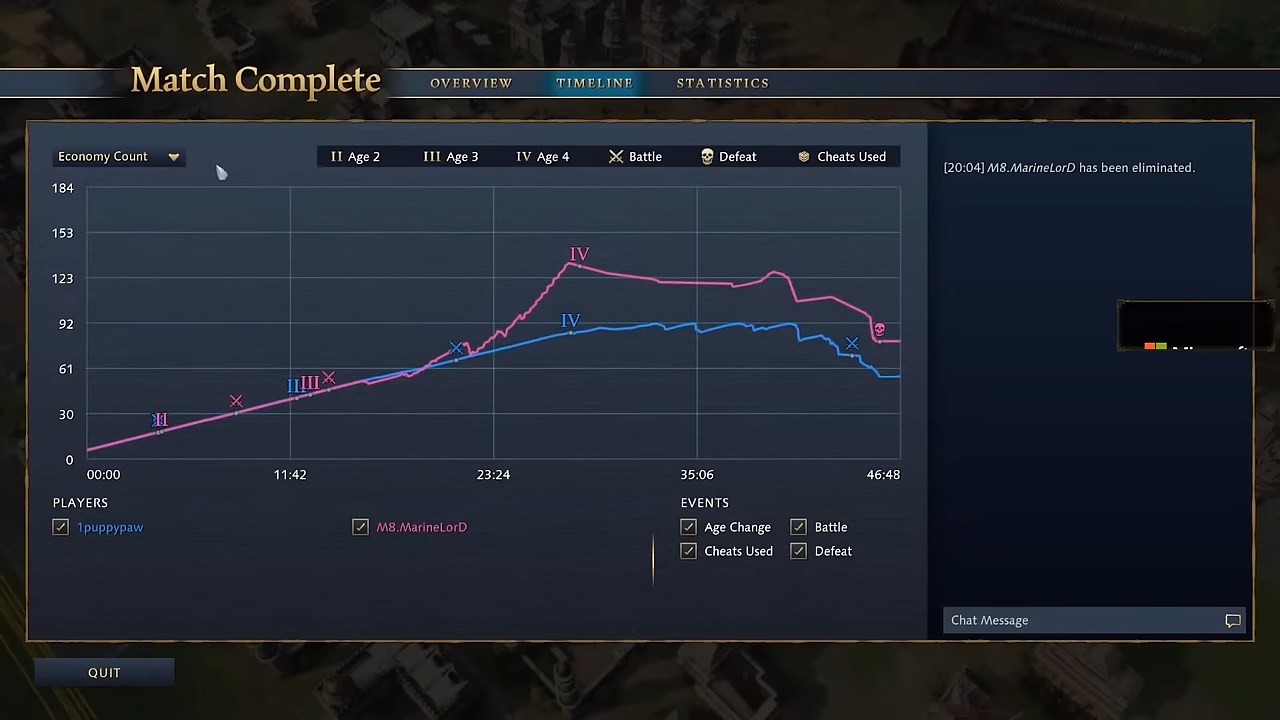 Match Complete OVERVIEW TIMELINE STATISTICS
Economy Count II Age 2 III Age 3 IV Age 4 Battle Defeat Cheats Used
[20:04] M8.MarineLorD has been eliminated.
184
153
IV
123
92 IV
61
II III
30 II
0
00:00 11:42 23:24 35:06 46:48
PLAYERS EVENTS
1puppypaw M8.MarineLorD Age Change Battle
Cheats Used Defeat
Chat Message
QUIT